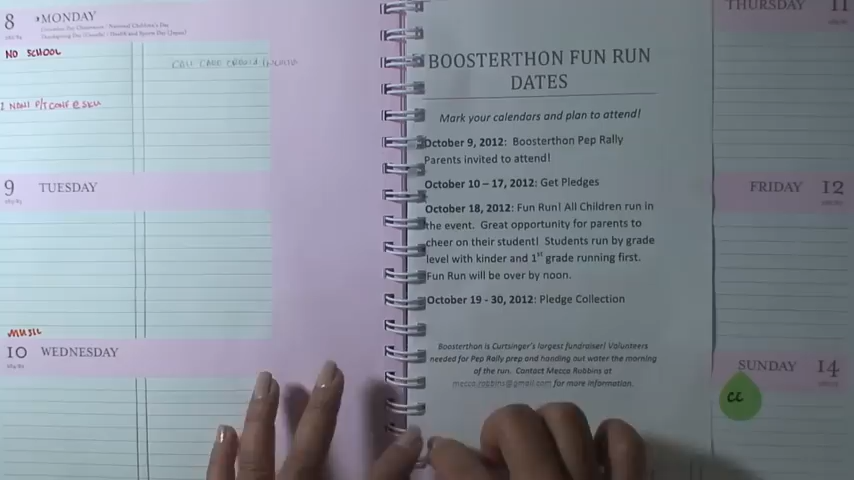 8 MONDAY
NO SCHOOL
9 TUESDAY
MUSIC
10 WEDNESDAY
BOOSTERTHON FUN RUN
DATES
Mark your calendars and plan to attend!
October 9, 2012: Boosterthon Pep Rally
Parents invited to attend!
October 10 – 17, 2012: Get Pledges
October 18, 2012: Fun Run! All Children run in
the event. Great opportunity for parents to
cheer on their student! Students run by grade
level with kinder and 1st grade running first.
Fun Run will be over by noon.
October 19 - 30, 2012: Pledge Collection
Boosterthon is Curtsinger's largest fundraiser! Volunteers
needed for Pep Rally prep and handing out water the morning
of the run. Contact Mecca Robbins at
mecca.robbins@gmail.com for more information.
THURSDAY 11
FRIDAY 12
SUNDAY 14
CC